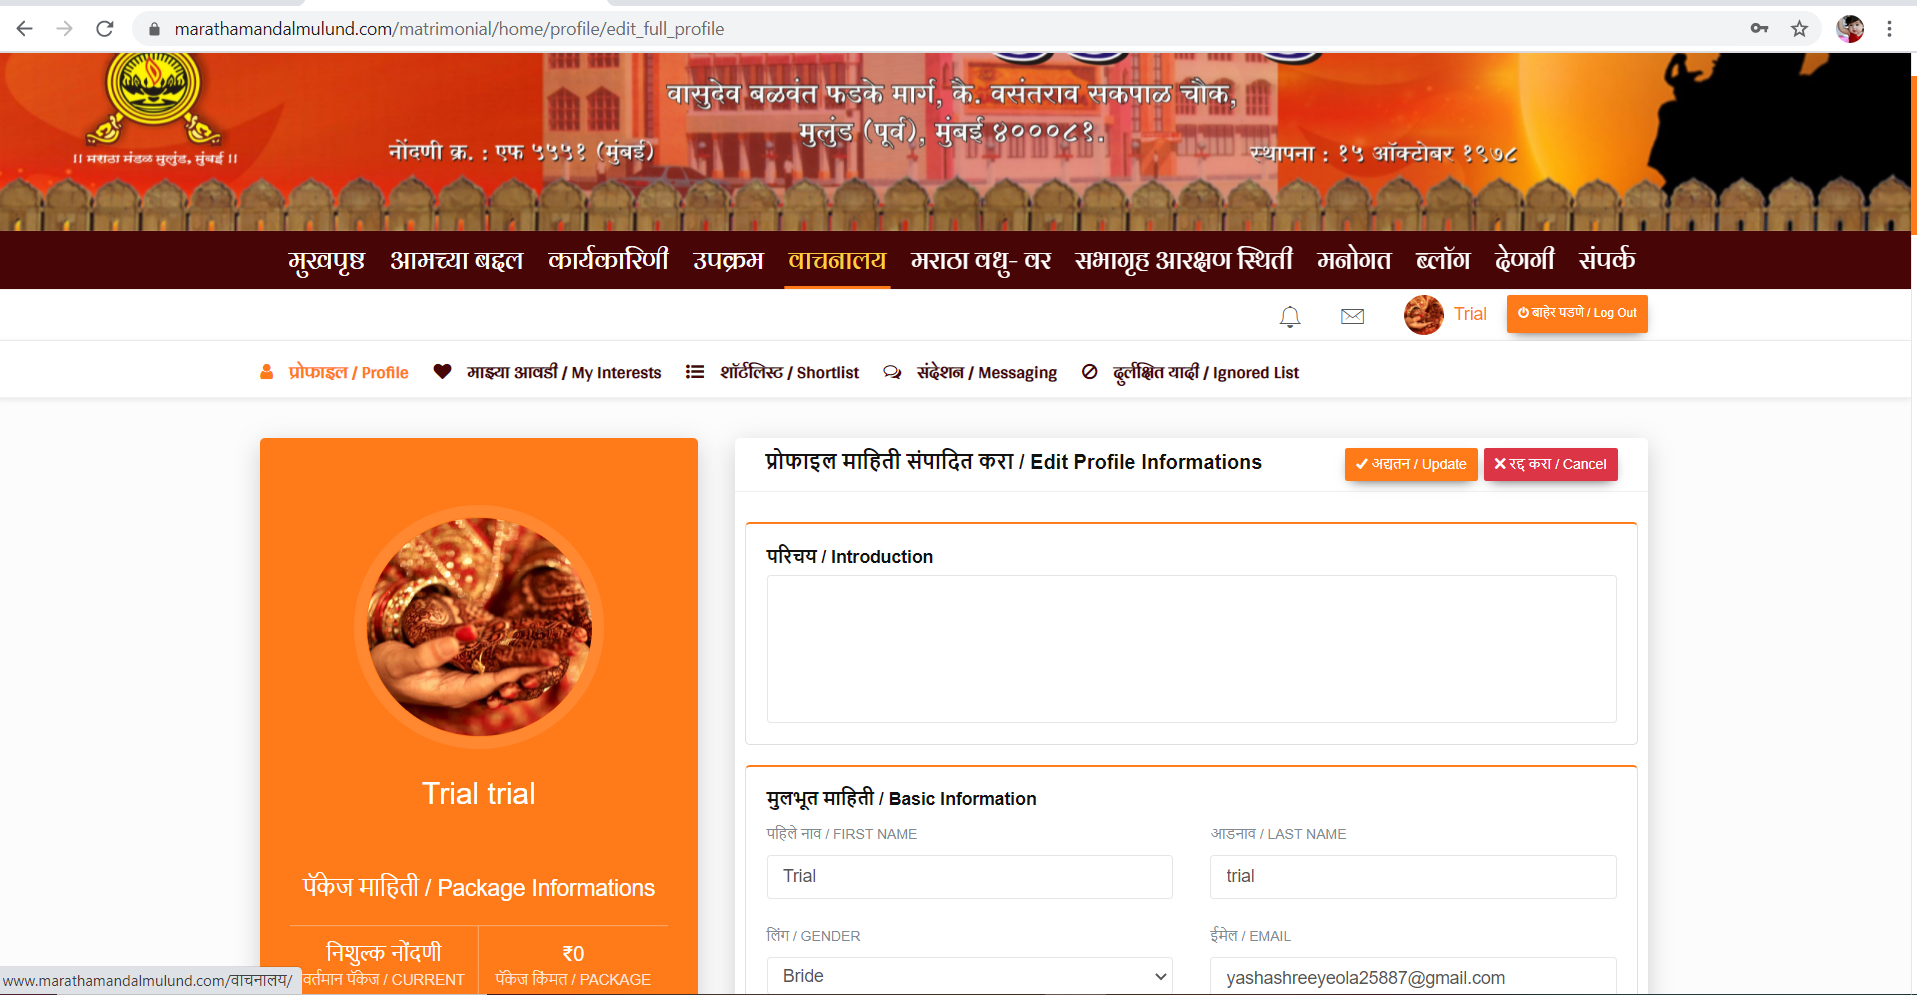 marathamandalmulund.com/matrimonial/home/profile/edit_full_profile
वासुदेव बळवंत फडके मार्ग, कै. वसंतराव सकपाळ चौक,
मुलुंड (पूर्व), मुंबई ४०००८१.
|| मराठा मंडळ मुलुंड, मुंबई ||
नोंदणी क्र. : एफ ५५५१ (मुंबई)
स्थापना : १५ ऑक्टोबर १९७८
मुखपृष्ठ आमच्या बद्दल कार्यकारिणी उपक्रम वाचनालय मराठा वधु- वर सभागृह आरक्षण स्थिती मनोगत ब्लॉग देणगी संपर्क
Trial बाहेर पडणे / Log Out
प्रोफाइल / Profile माझ्या आवडी / My Interests शॉर्टलिस्ट / Shortlist संदेशन / Messaging दुर्लक्षित यादी / Ignored List
प्रोफाइल माहिती संपादित करा / Edit Profile Informations अद्यतन / Update रद्द करा / Cancel
परिचय / Introduction
Trial trial
पॅकेज माहिती / Package Informations
निशुल्क नोंदणी ₹0
वर्तमान पॅकेज / CURRENT पॅकेज किंमत / PACKAGE
मुलभूत माहिती / Basic Information
पहिले नाव / FIRST NAME आडनाव / LAST NAME
Trial trial
लिंग / GENDER ईमेल / EMAIL
Bride yashashreeyeola25887@gmail.com
www.marathamandalmulund.com/वाचनालय/